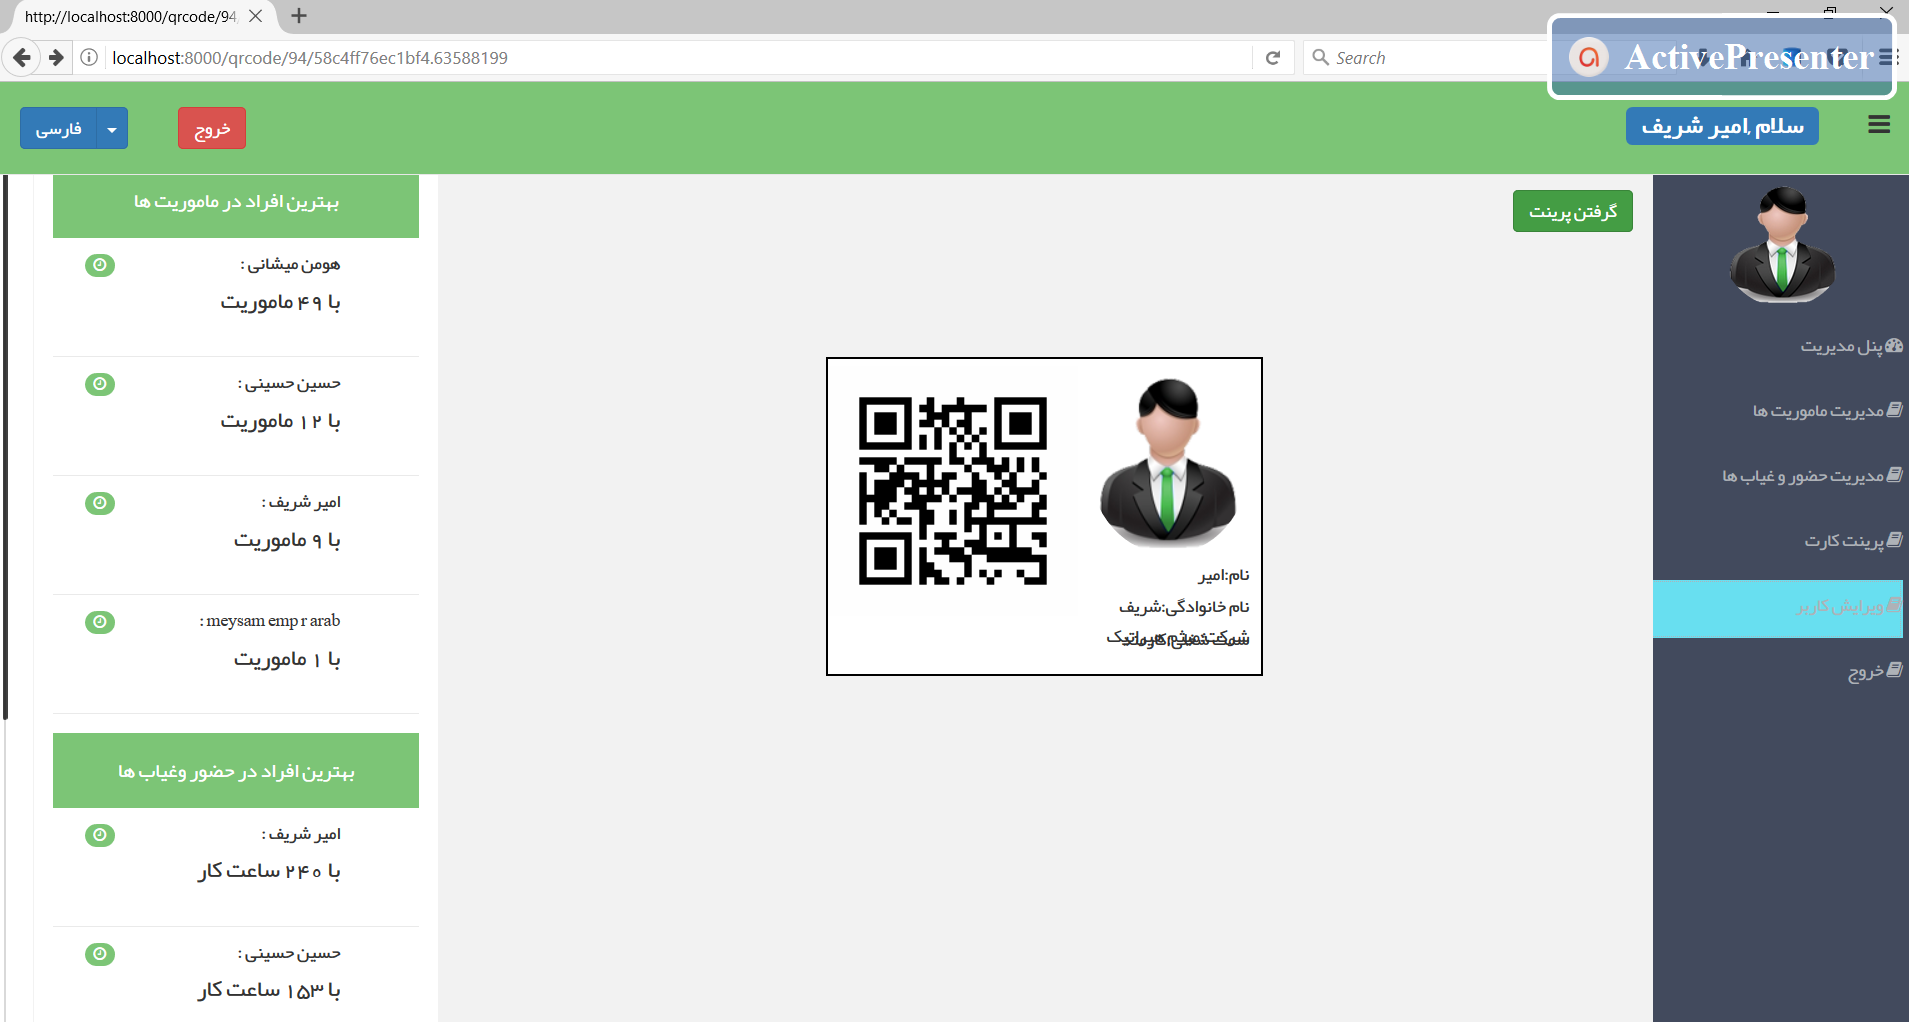 http://localhost:8000/qrcode/94
localhost:8000/qrcode/94/58c4ff76ec1bf4.63588199
Search
ActivePresenter
سلام ,امیر شریف
خروج
فارسی
پنل مدیریت
مدیریت ماموریت ها
مدیریت حضور و غیاب ها
پرینت کارت
ویرایش کاربر
خروج
گرفتن پرینت
نام:امیر
نام خانوادگی:شریف
بهترین افراد در ماموریت ها
هومن میشانی :
با ۴۹ ماموریت
حسین حسینی :
با ۱۲ ماموریت
امیر شریف :
با ۹ ماموریت
meysam emp r arab :
با ۱ ماموریت
بهترین افراد در حضور وغیاب ها
امیر شریف :
با ۲۴۰ ساعت کار
حسین حسینی :
با ۱۵۳ ساعت کار